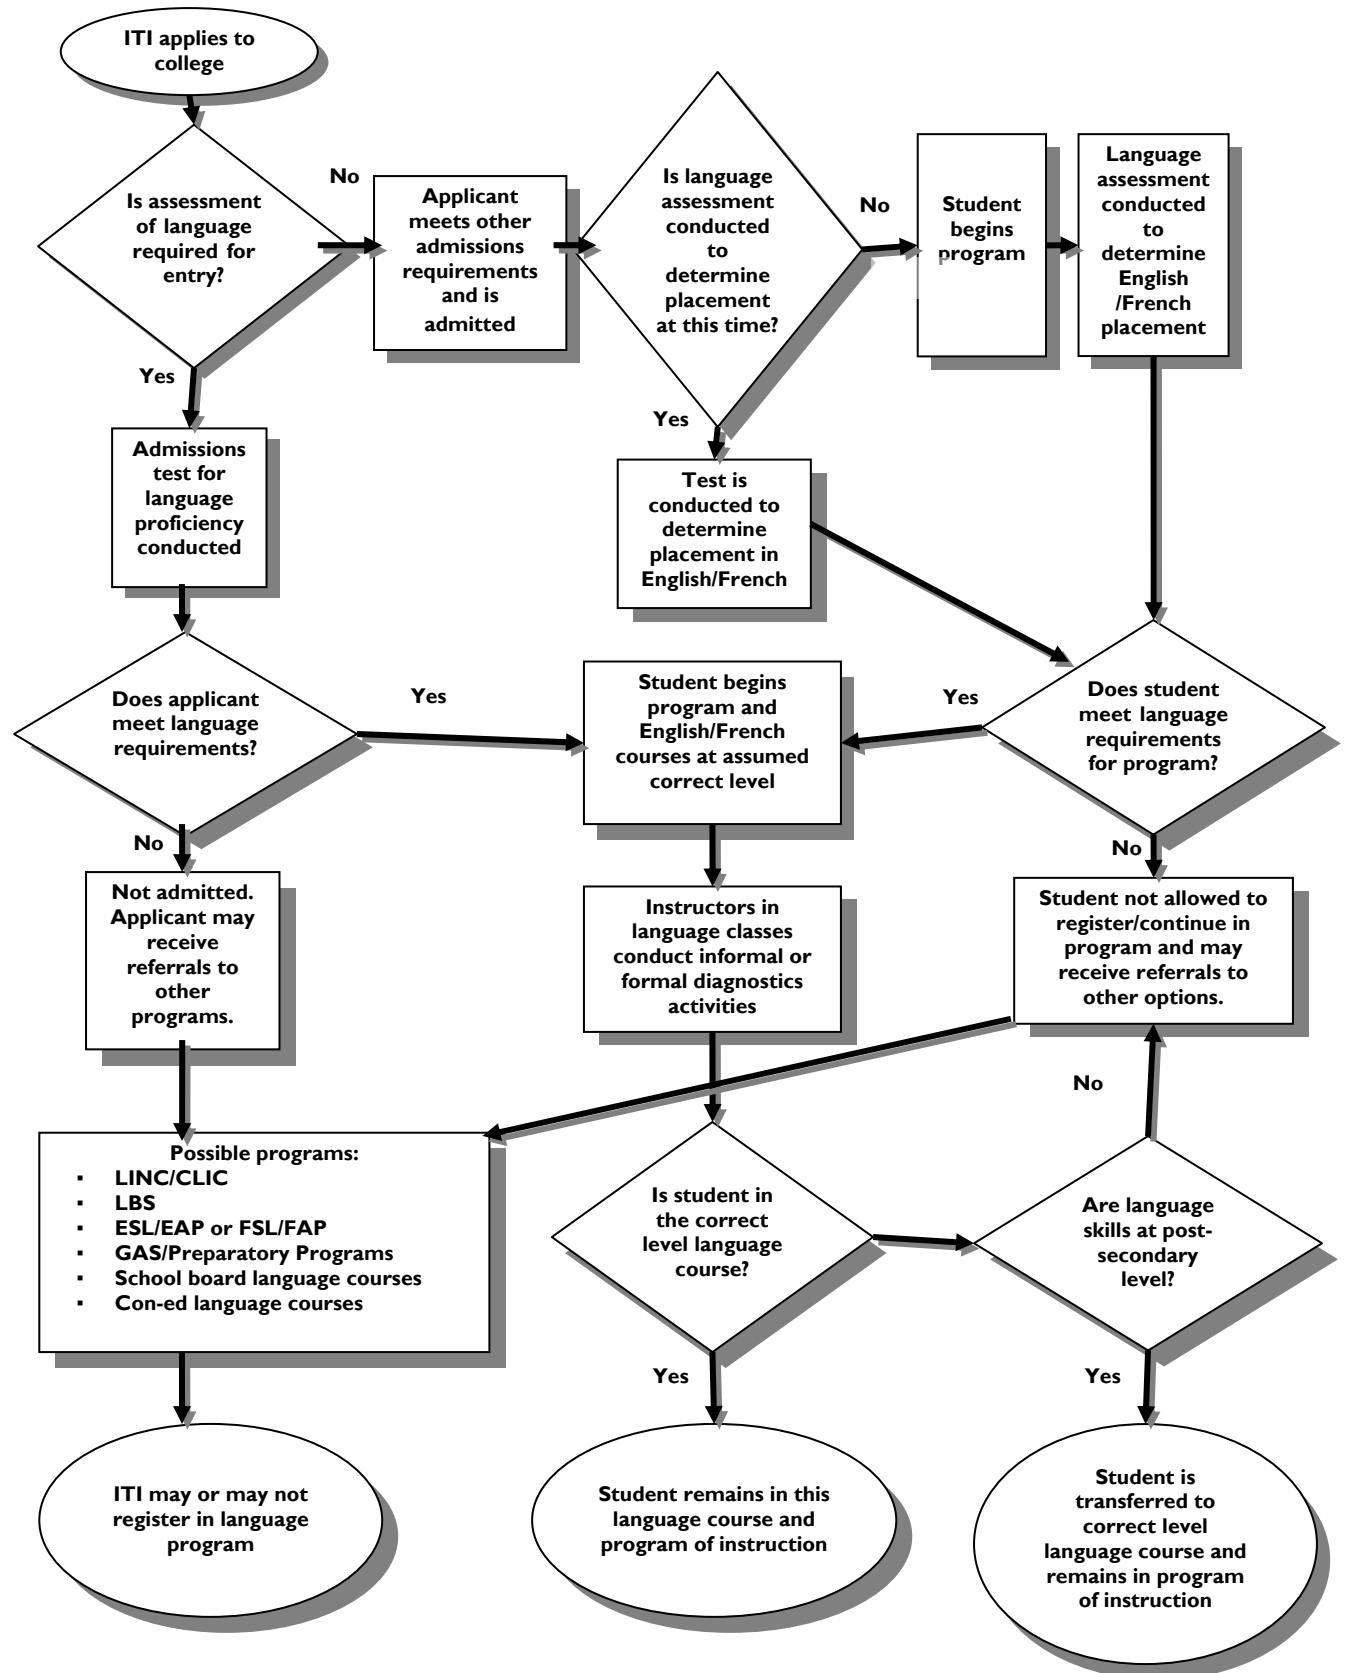 ITI applies to
college
Is assessment
of language
required for
entry?
No
Applicant
meets other
admissions
requirements
and is
admitted
Is language
assessment
conducted
to
determine
placement
at this time?
No
Student
begins
program
Language
assessment
conducted
to
determine
English
/French
placement
Yes
Admissions
test for
language
proficiency
conducted
Yes
Test is
conducted to
determine
placement in
English/French
Does applicant
meet language
requirements?
Yes
Student begins
program and
English/French
courses at assumed
correct level
Yes
Does student
meet language
requirements
for program?
No
Not admitted.
Applicant may
receive
referrals to
other
programs.
Instructors in
language classes
conduct informal or
formal diagnostics
activities
No
Student not allowed to
register/continue in
program and may
receive referrals to
other options.
No
Possible programs:
▪ LINC/CLIC
▪ LBS
▪ ESL/EAP or FSL/FAP
▪ GAS/Preparatory Programs
▪ School board language courses
▪ Con-ed language courses
Is student in
the correct
level language
course?
Are language
skills at post-
secondary
level?
Yes
Yes
ITI may or may not
register in language
program
Student remains in this
language course and
program of instruction
Student is
transferred to
correct level
language course and
remains in program
of instruction